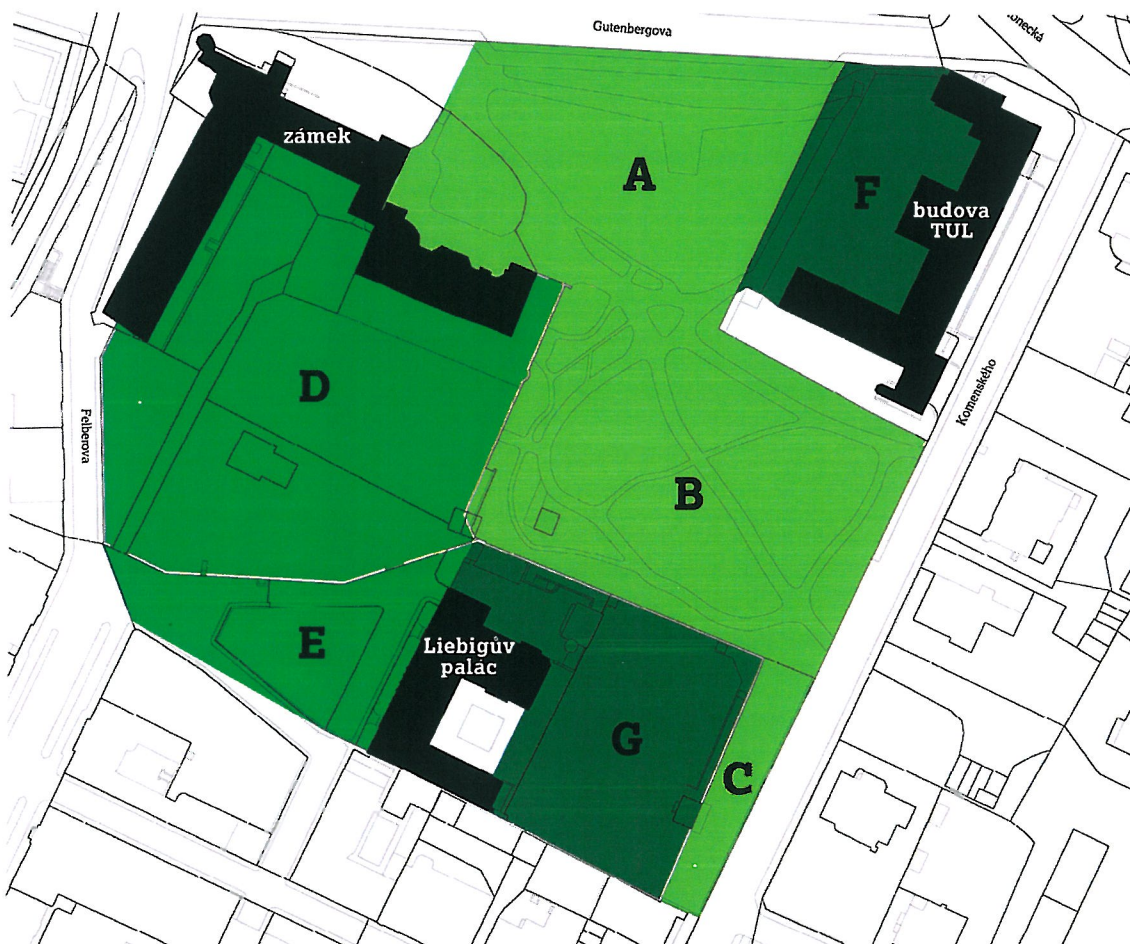 Gutenbergova
zámek
A
F
budova
TUL
D
Felberova
Komenského
B
E
Liebigův
palác
G
C